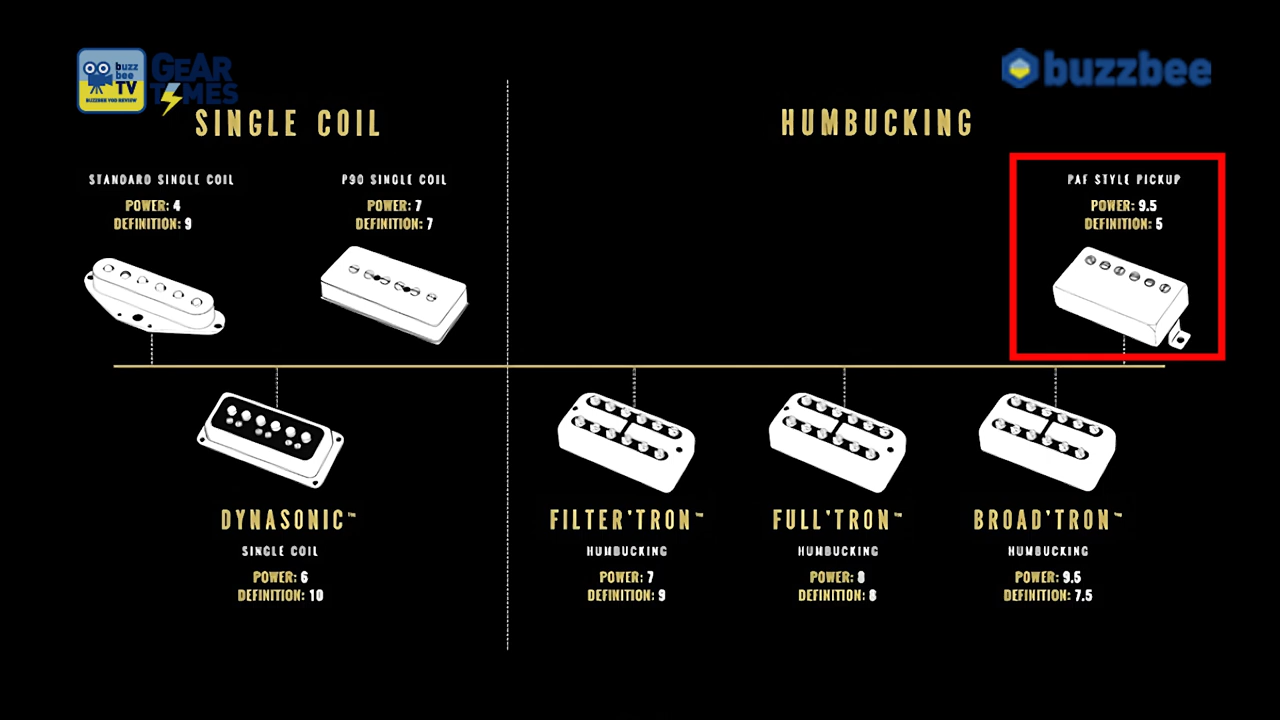 buzz
bee
TV
BUZZBEE VOD REVIEW
GEAR
TIMES
buzzbee
SINGLE COIL
HUMBUCKING
STANDARD SINGLE COIL
POWER: 4
DEFINITION: 9
P90 SINGLE COIL
POWER: 7
DEFINITION: 7
PAF STYLE PICKUP
POWER: 9.5
DEFINITION: 5
DYNASONIC™
SINGLE COIL
POWER: 6
DEFINITION: 10
FILTER'TRON™
HUMBUCKING
POWER: 7
DEFINITION: 9
FULL'TRON™
HUMBUCKING
POWER: 8
DEFINITION: 8
BROAD'TRON™
HUMBUCKING
POWER: 9.5
DEFINITION: 7.5